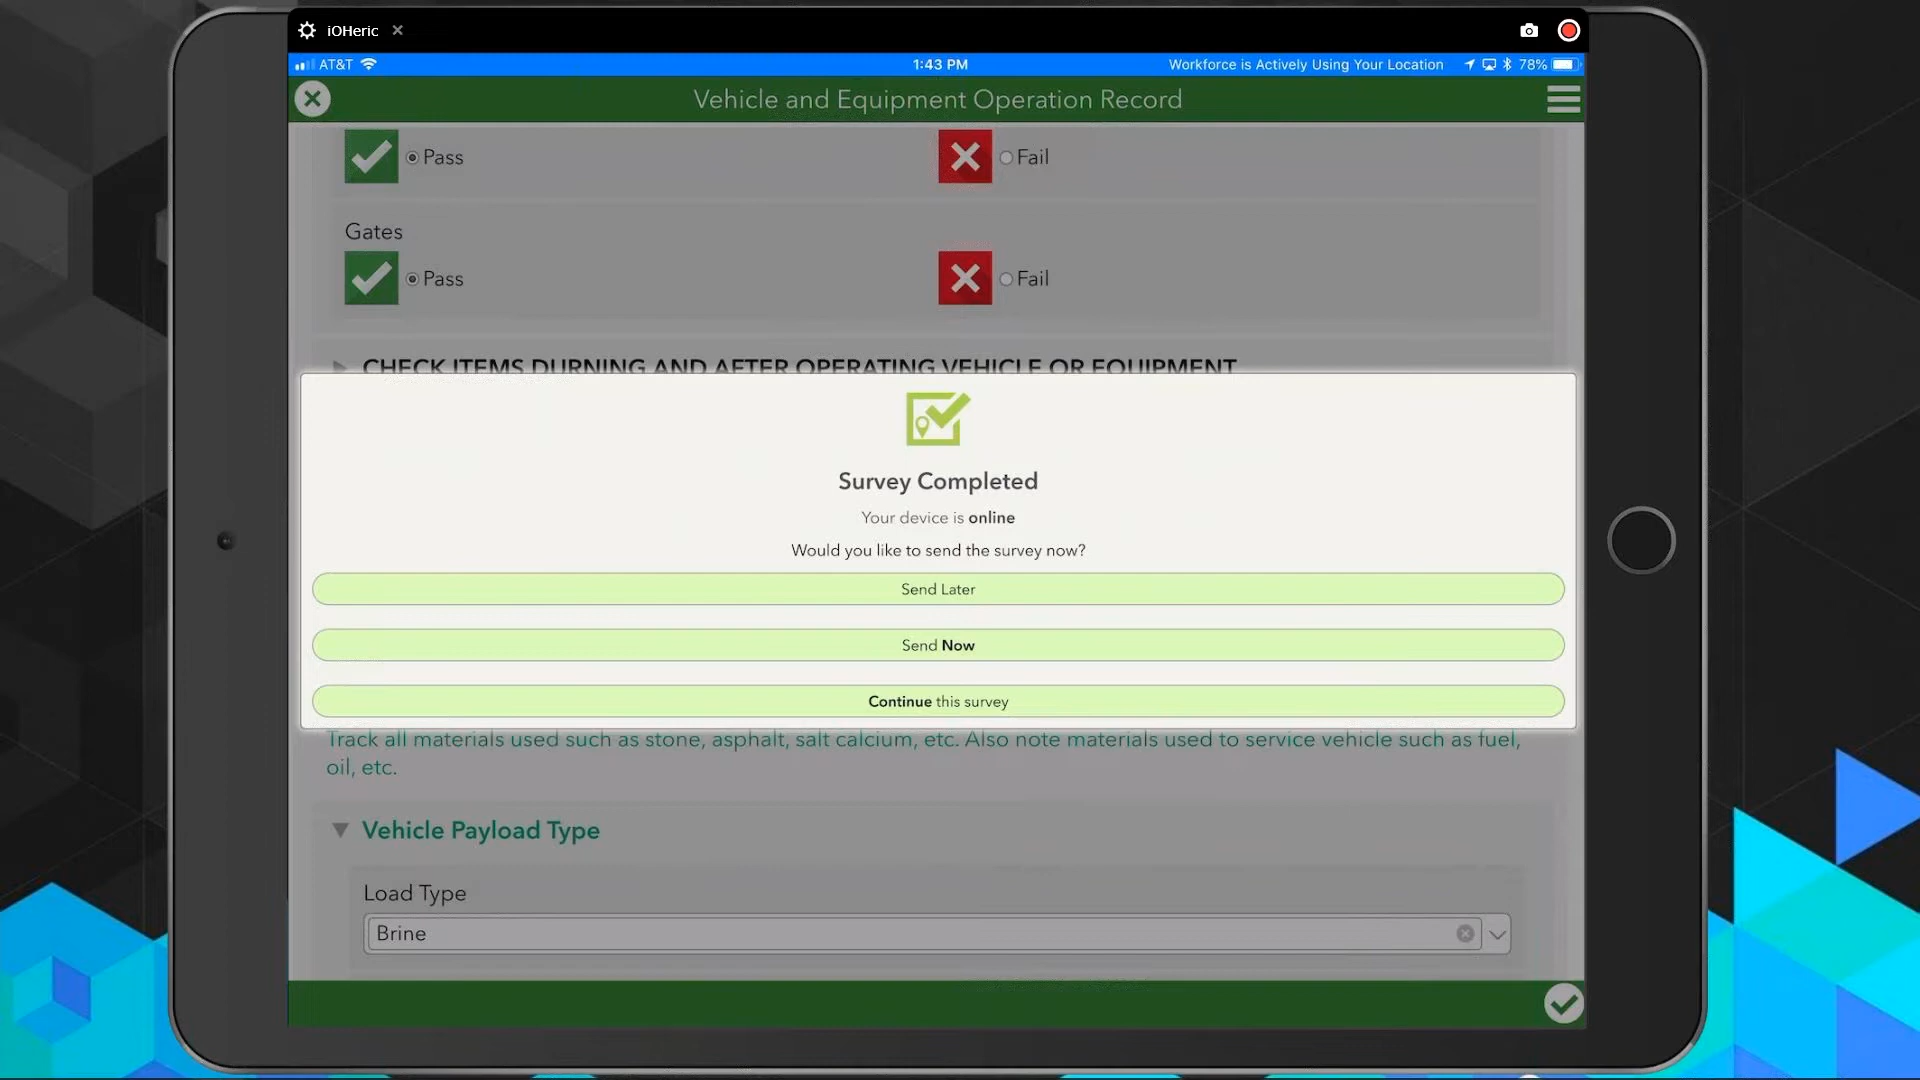 iOHeric
AT&T 1:43 PM Workforce is Actively Using Your Location 78%
Vehicle and Equipment Operation Record
Pass Fail
Gates
Pass Fail
CHECK ITEMS DURNING AND AFTER OPERATING VEHICLE OR EQUIPMENT
Survey Completed
Your device is online
Would you like to send the survey now?
Send Later
Send Now
Continue this survey
Track all materials used such as stone, asphalt, salt calcium, etc. Also note materials used to service vehicle such as fuel,
oil, etc.
Vehicle Payload Type
Load Type
Brine